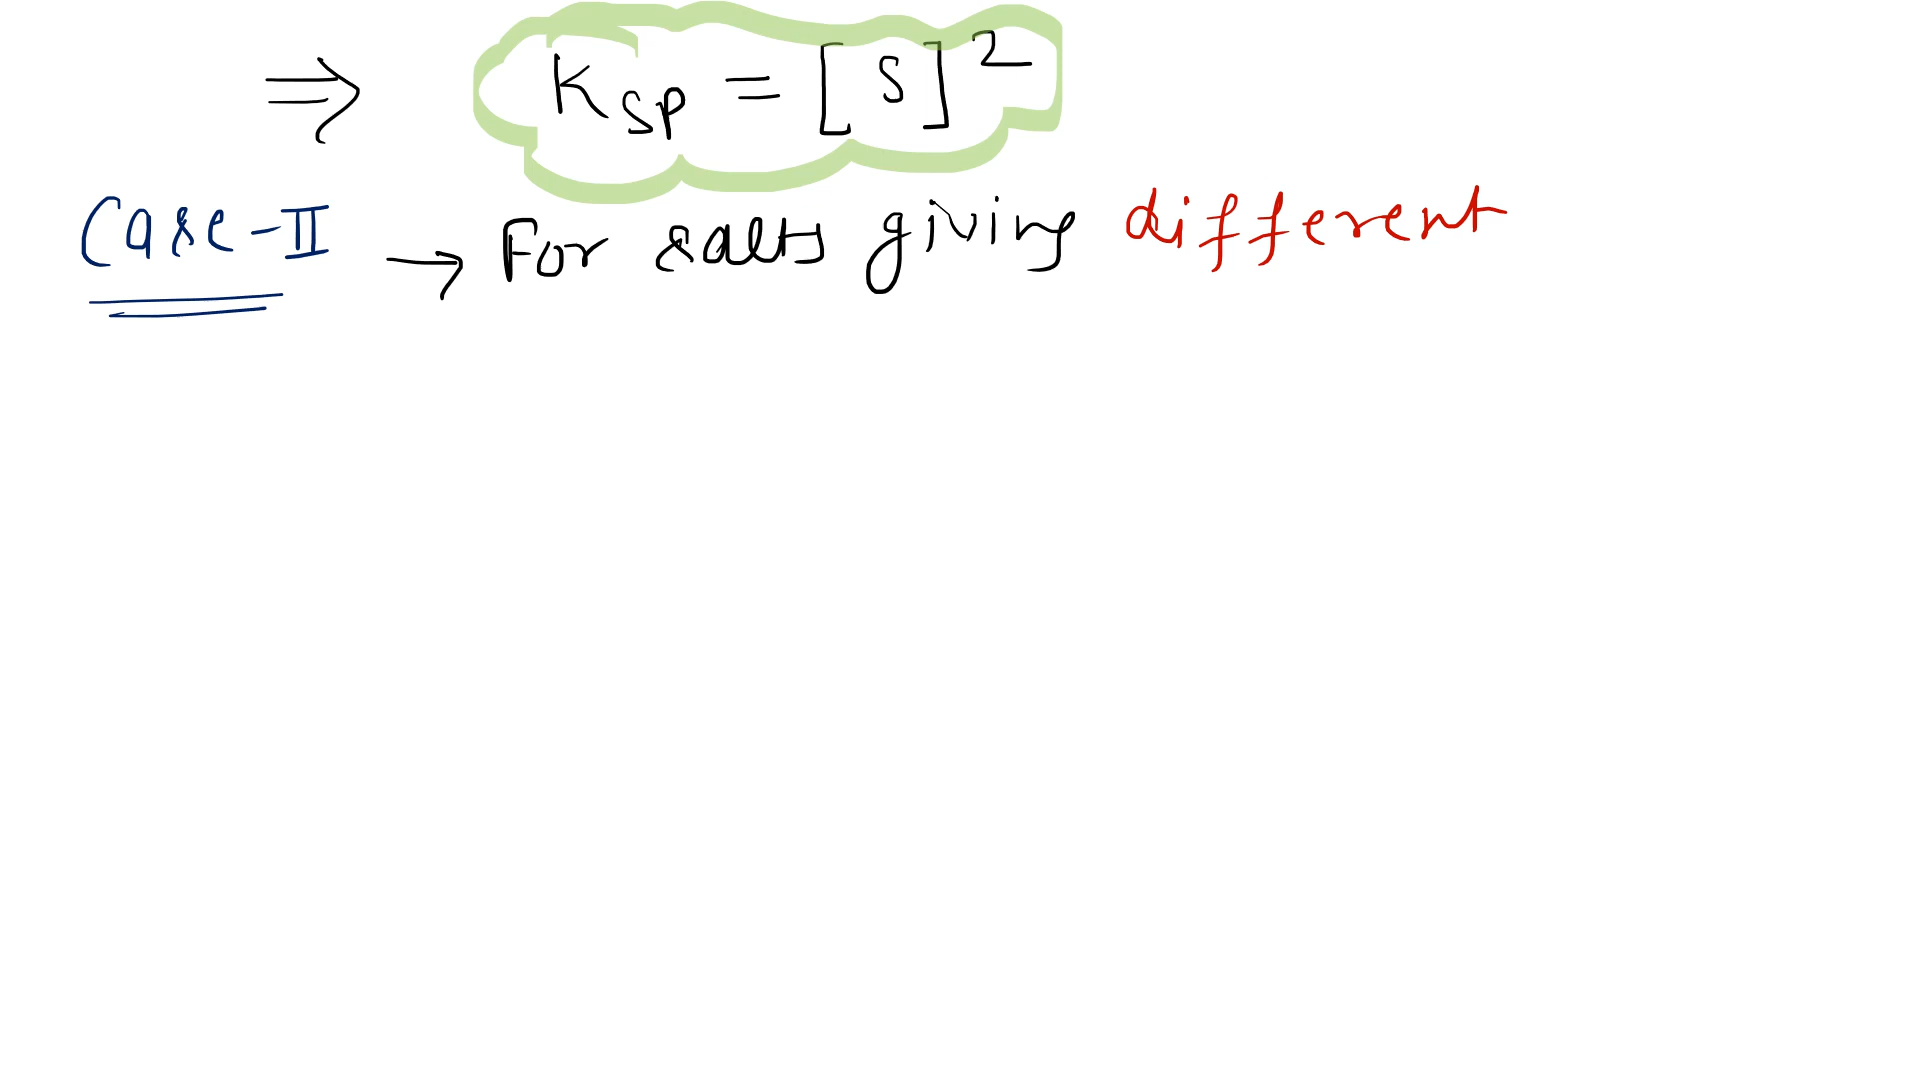 ⇒ Ksp = [s]²
Case-II → For salts giving different